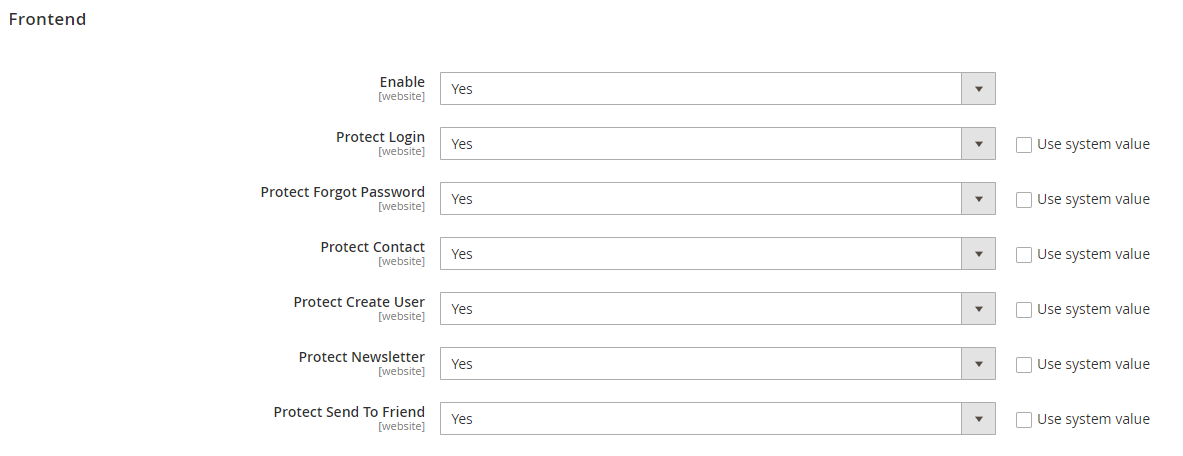 Frontend
Enable
[website]
Yes
Protect Login
[website]
Yes
Use system value
Protect Forgot Password
[website]
Yes
Use system value
Protect Contact
[website]
Yes
Use system value
Protect Create User
[website]
Yes
Use system value
Protect Newsletter
[website]
Yes
Use system value
Protect Send To Friend
[website]
Yes
Use system value